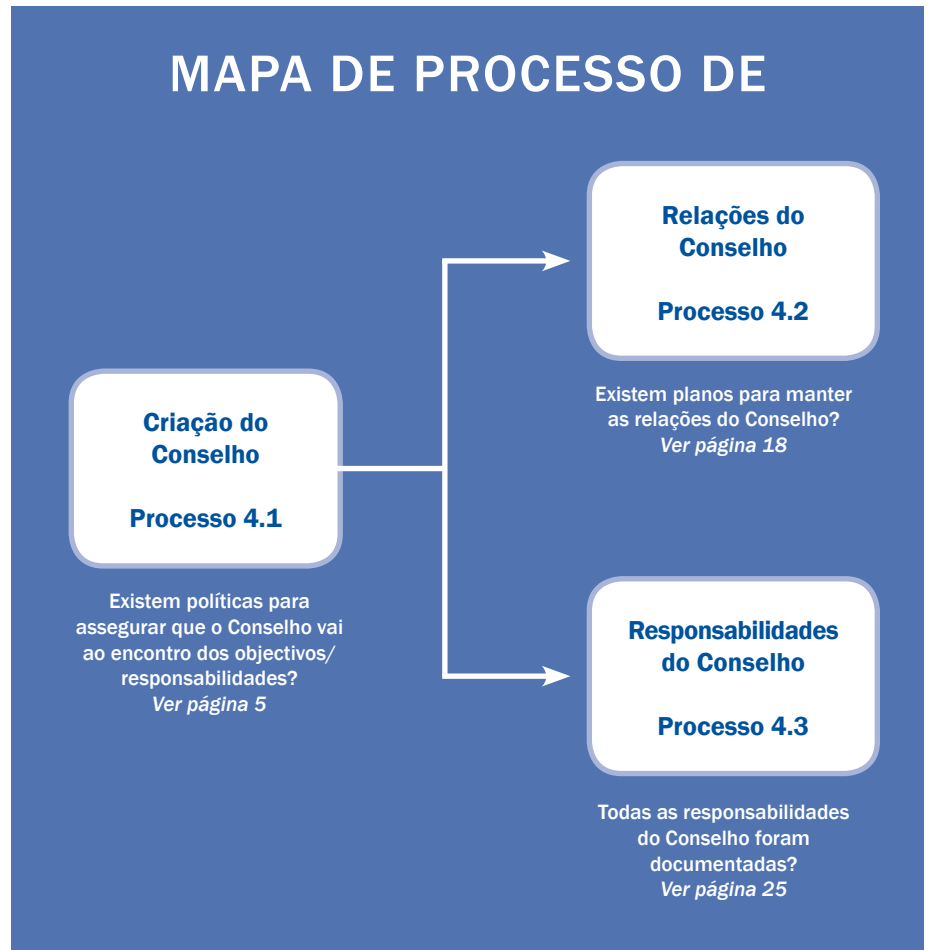 MAPA DE PROCESSO DE
Relações do
Conselho
Processo 4.2
Existem planos para manter
as relações do Conselho?
Ver página 18
Criação do
Conselho
Processo 4.1
Existem políticas para
assegurar que o Conselho vai
ao encontro dos objectivos/
responsabilidades?
Ver página 5
Responsabilidades
do Conselho
Processo 4.3
Todas as responsabilidades
do Conselho foram
documentadas?
Ver página 25